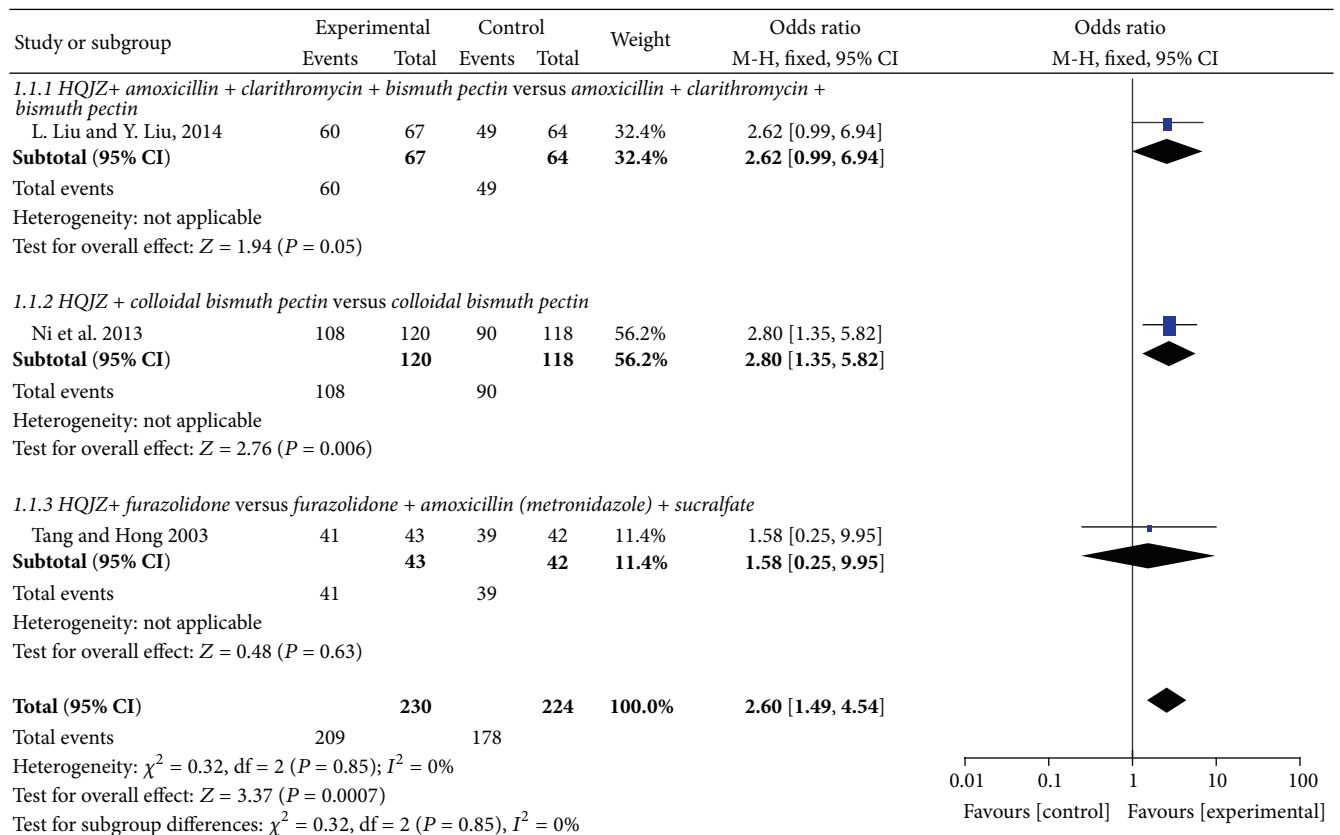 Study or subgroup Experimental Control Weight Odds ratio Odds ratio
Events Total Events Total M-H, fixed, 95% CI M-H, fixed, 95% CI
1.1.1 HQJZ+ amoxicillin + clarithromycin + bismuth pectin versus amoxicillin + clarithromycin +
bismuth pectin
L. Liu and Y. Liu, 2014 60 67 49 64 32.4% 2.62 [0.99, 6.94]
Subtotal (95% CI) 67 64 32.4% 2.62 [0.99, 6.94]
Total events 60 49
Heterogeneity: not applicable
Test for overall effect: Z = 1.94 (P = 0.05)
1.1.2 HQJZ + colloidal bismuth pectin versus colloidal bismuth pectin
Ni et al. 2013 108 120 90 118 56.2% 2.80 [1.35, 5.82]
Subtotal (95% CI) 120 118 56.2% 2.80 [1.35, 5.82]
Total events 108 90
Heterogeneity: not applicable
Test for overall effect: Z = 2.76 (P = 0.006)
1.1.3 HQJZ+ furazolidone versus furazolidone + amoxicillin (metronidazole) + sucralfate
Tang and Hong 2003 41 43 39 42 11.4% 1.58 [0.25, 9.95]
Subtotal (95% CI) 43 42 11.4% 1.58 [0.25, 9.95]
Total events 41 39
Heterogeneity: not applicable
Test for overall effect: Z = 0.48 (P = 0.63)
Total (95% CI) 230 224 100.0% 2.60 [1.49, 4.54]
Total events 209 178
Heterogeneity: χ² = 0.32, df = 2 (P = 0.85); I² = 0%
Test for overall effect: Z = 3.37 (P = 0.0007)
Test for subgroup differences: χ² = 0.32, df = 2 (P = 0.85), I² = 0%
0.01 0.1 1 10 100
Favours [control] Favours [experimental]